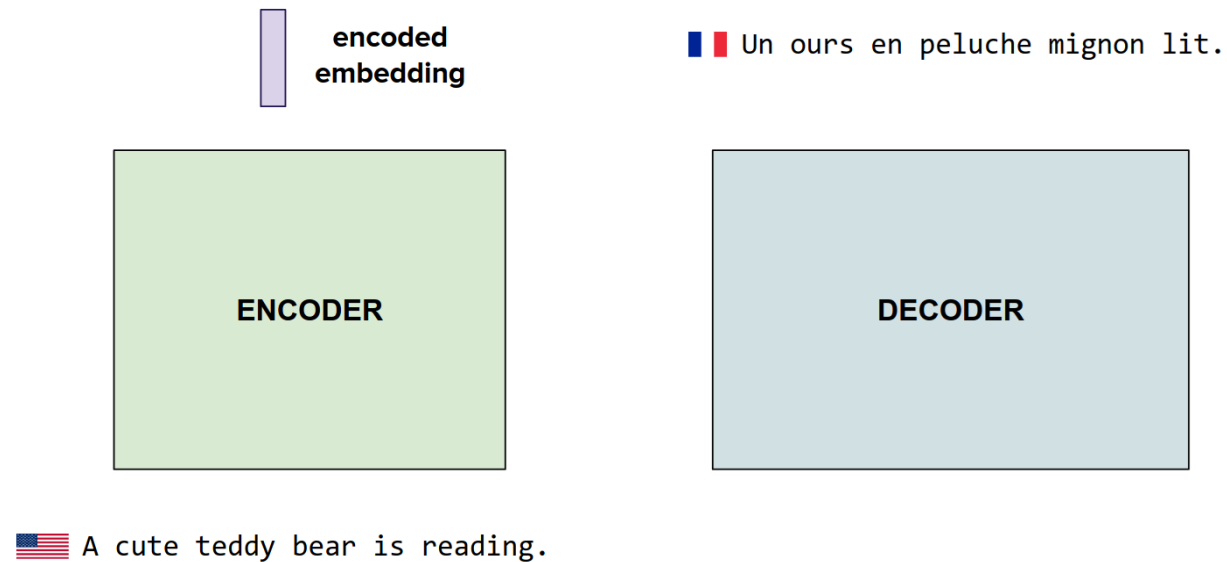 encoded
embedding
Un ours en peluche mignon lit.
ENCODER
DECODER
A cute teddy bear is reading.